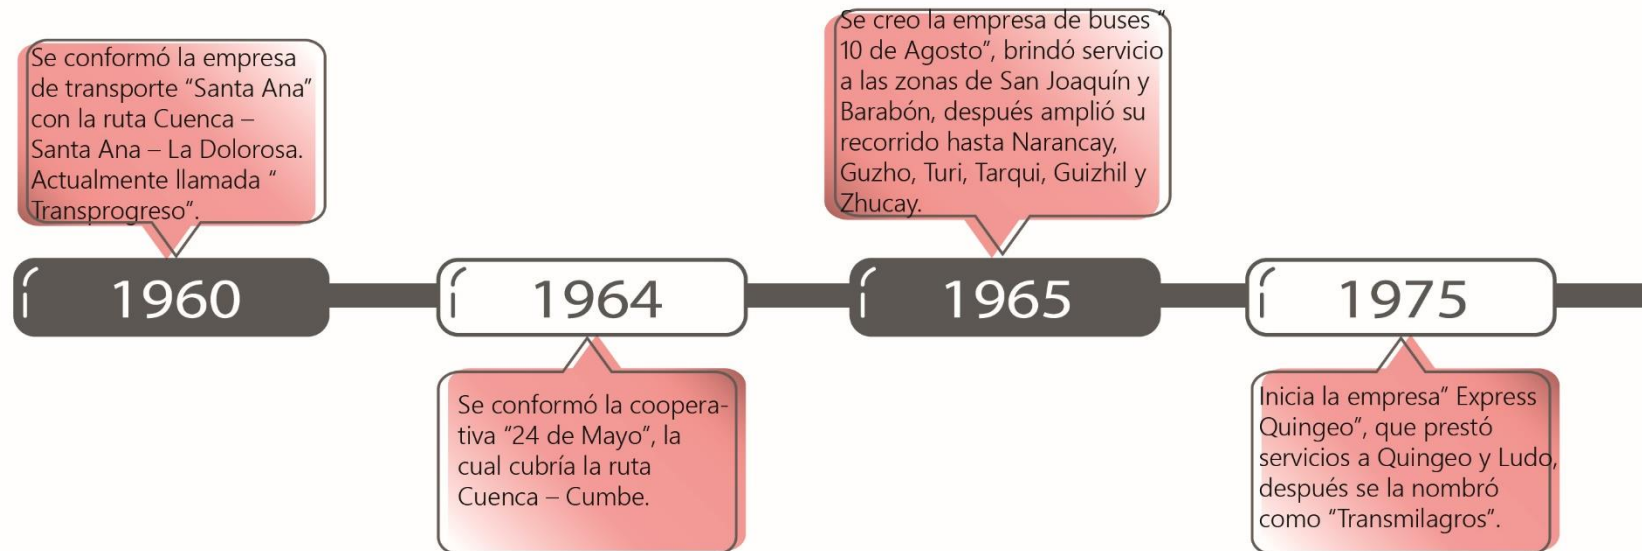 Se conformó la empresa
de transporte “Santa Ana”
con la ruta Cuenca –
Santa Ana – La Dolorosa.
Actualmente llamada “
Transprogreso”.
1960
1964
Se conformó la coopera-
tiva “24 de Mayo”, la
cual cubría la ruta
Cuenca – Cumbe.
Se creo la empresa de buses “
10 de Agosto”, brindó servicio
a las zonas de San Joaquín y
Barabón, después amplió su
recorrido hasta Narancay,
Guzho, Turi, Tarqui, Guizhil y
Zhucay.
1965
1975
Inicia la empresa” Express
Quingeo”, que prestó
servicios a Quingeo y Ludo,
después se la nombró
como “Transmilagros”.